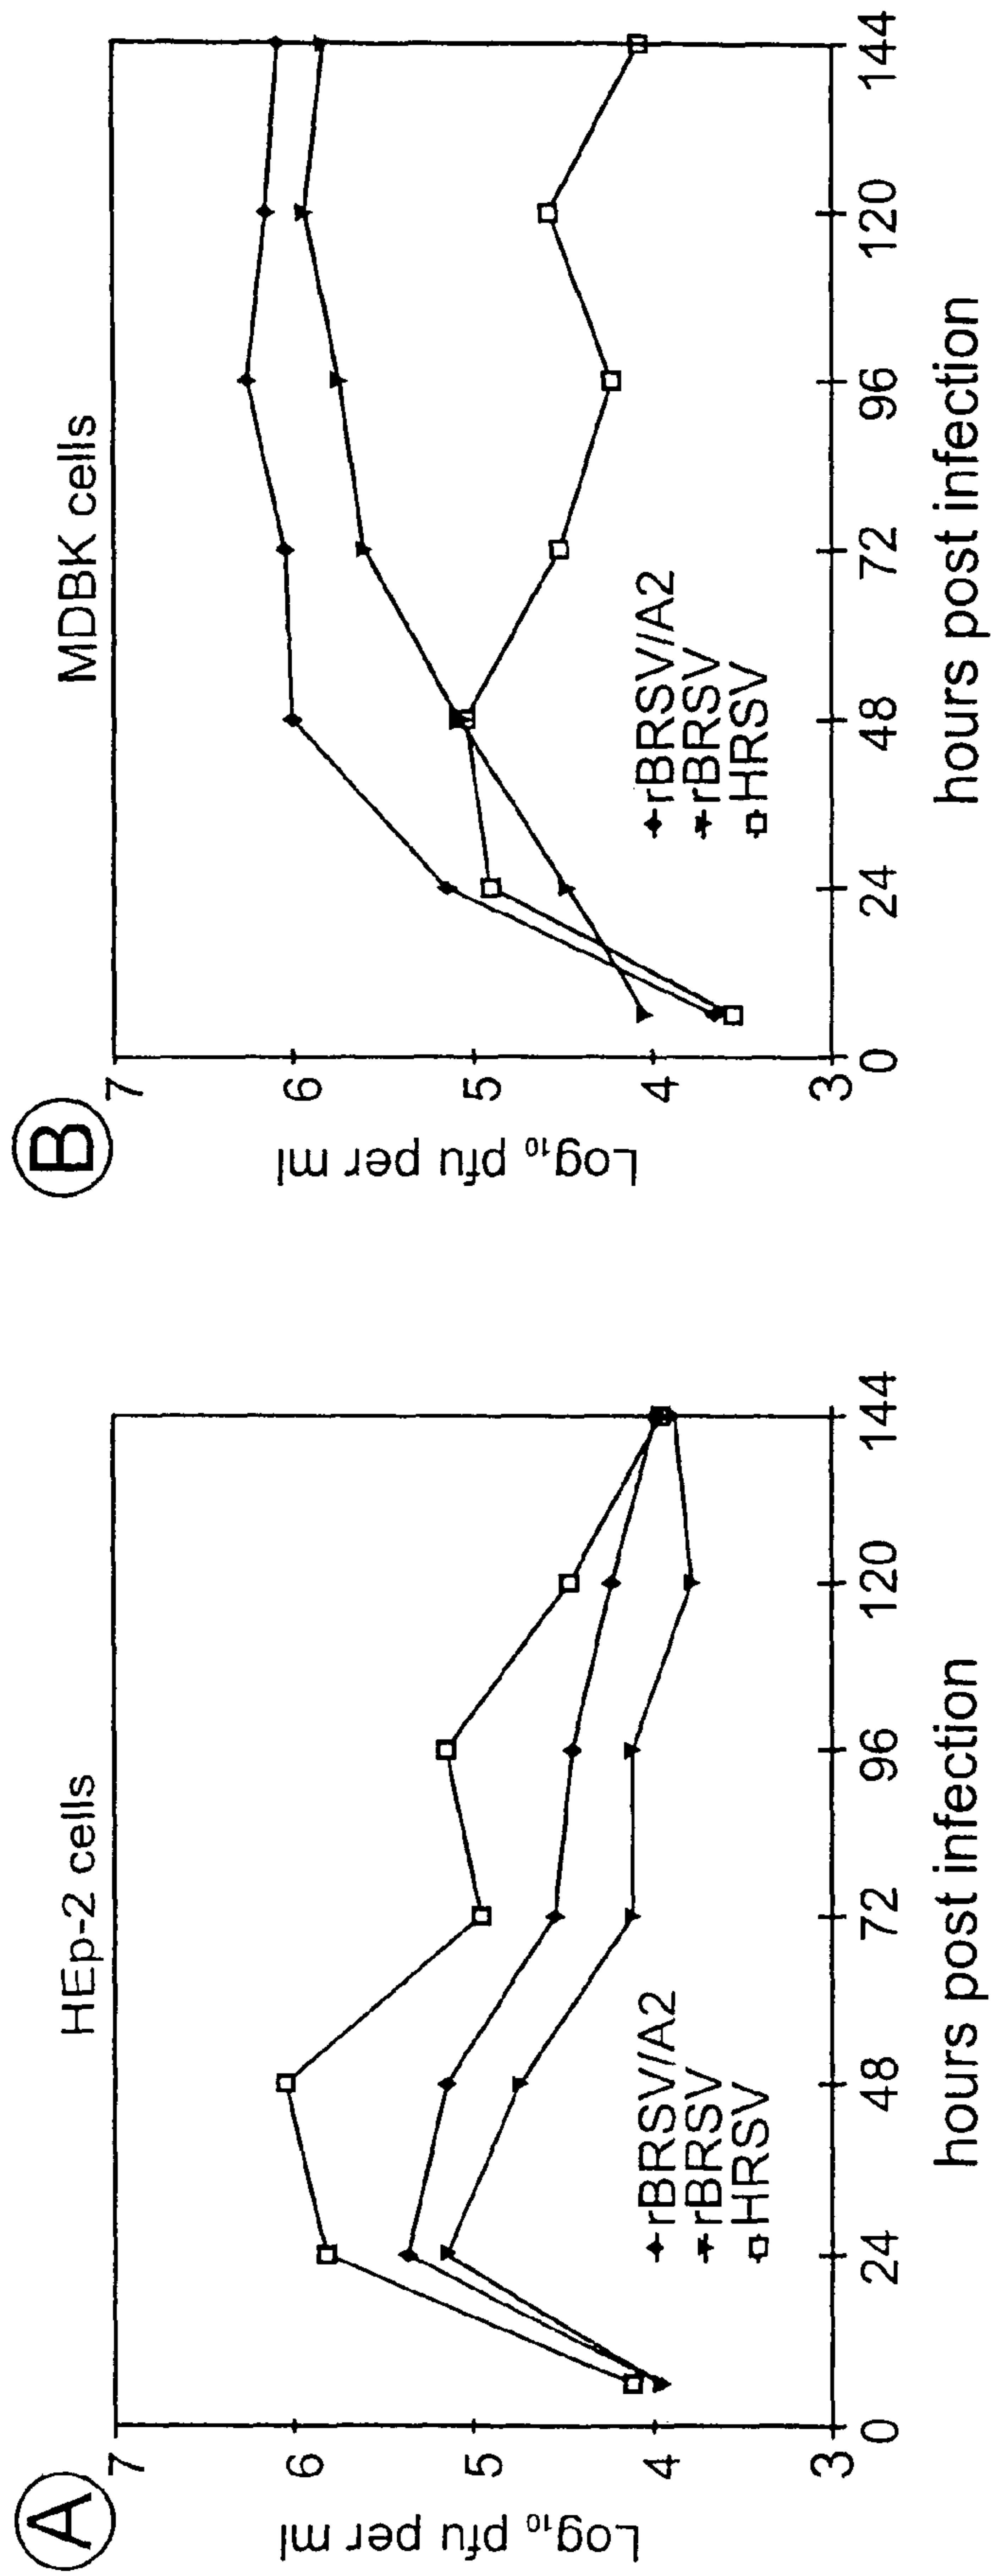 A
HEp-2 cells
Log₁₀ pfu per ml
7
6
5
4
3
rBRSV/A2
rBRSV
HRSV
0 24 48 72 96 120 144
hours post infection
B
MDBK cells
Log₁₀ pfu per ml
7
6
5
4
3
rBRSV/A2
rBRSV
HRSV
0 24 48 72 96 120 144
hours post infection